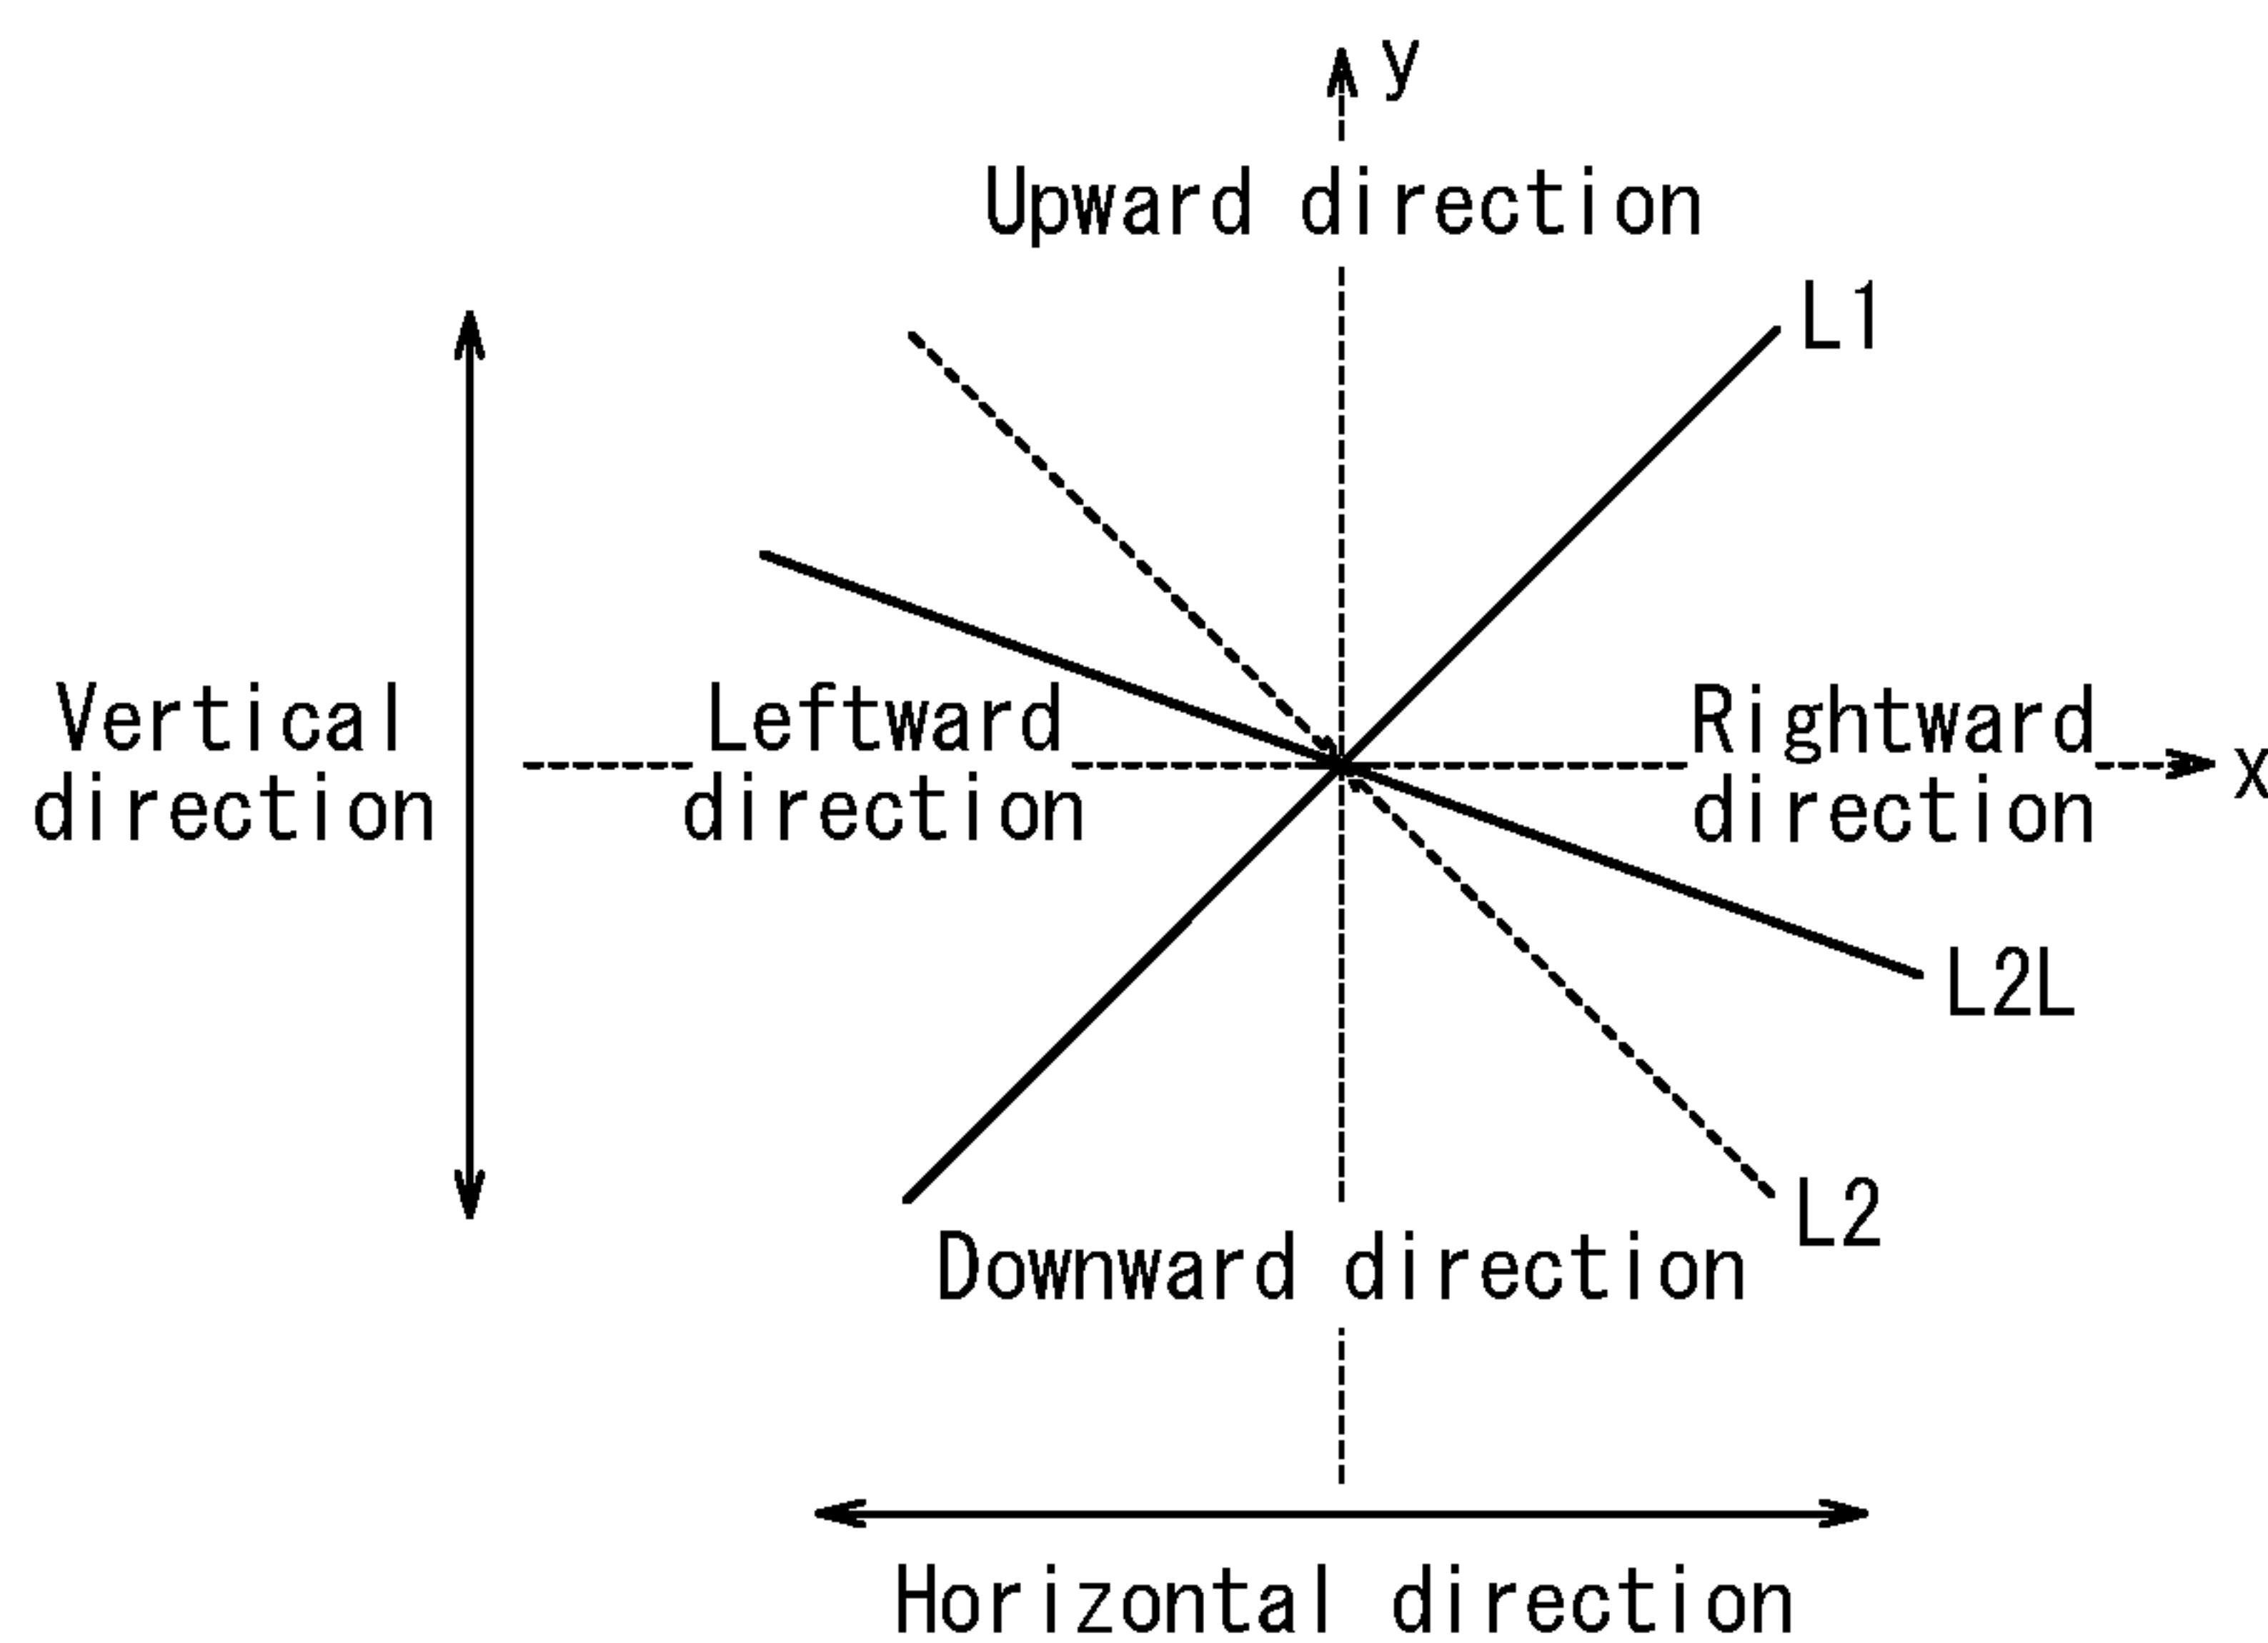 y
Upward direction
L1
Vertical
direction
Leftward
direction
Rightward
direction
x
L2L
L2
Downward direction
Horizontal direction